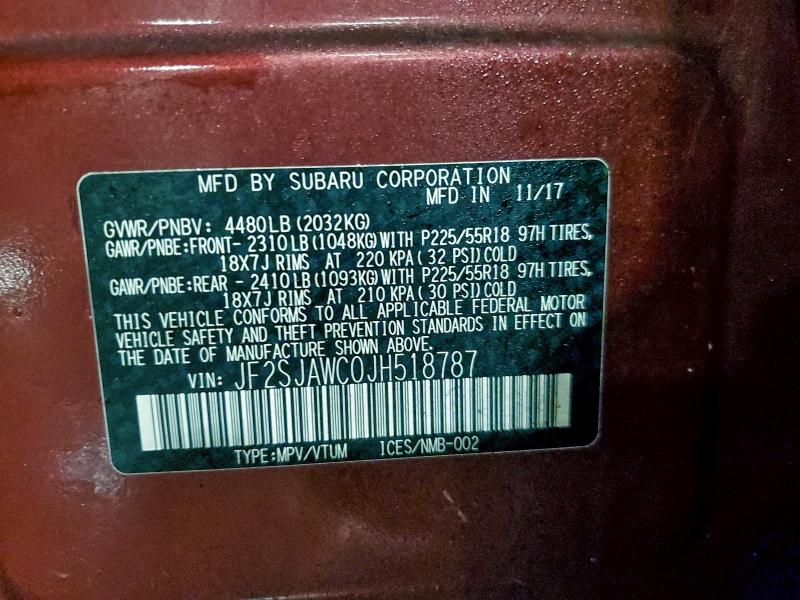 MFD BY SUBARU CORPORATION
MFD IN 11/17
GVWR/PNBV: 4480LB (2032KG)
GAWR/PNBE:FRONT- 2310LB (1048KG) WITH P225/55R18 97H TIRES,
18X7J RIMS AT 220 KPA (32 PSI) COLD
GAWR/PNBE:REAR - 2410LB (1093KG) WITH P225/55R18 97H TIRES,
18X7J RIMS AT 210 KPA (30 PSI) COLD
THIS VEHICLE CONFORMS TO ALL APPLICABLE FEDERAL MOTOR
VEHICLE SAFETY AND THEFT PREVENTION STANDARDS IN EFFECT ON
THE DATE OF MANUFACTURE SHOWN ABOVE.
VIN: JF2SJAWC0JH518787
TYPE:MPV/VTUM ICES/NMB-002